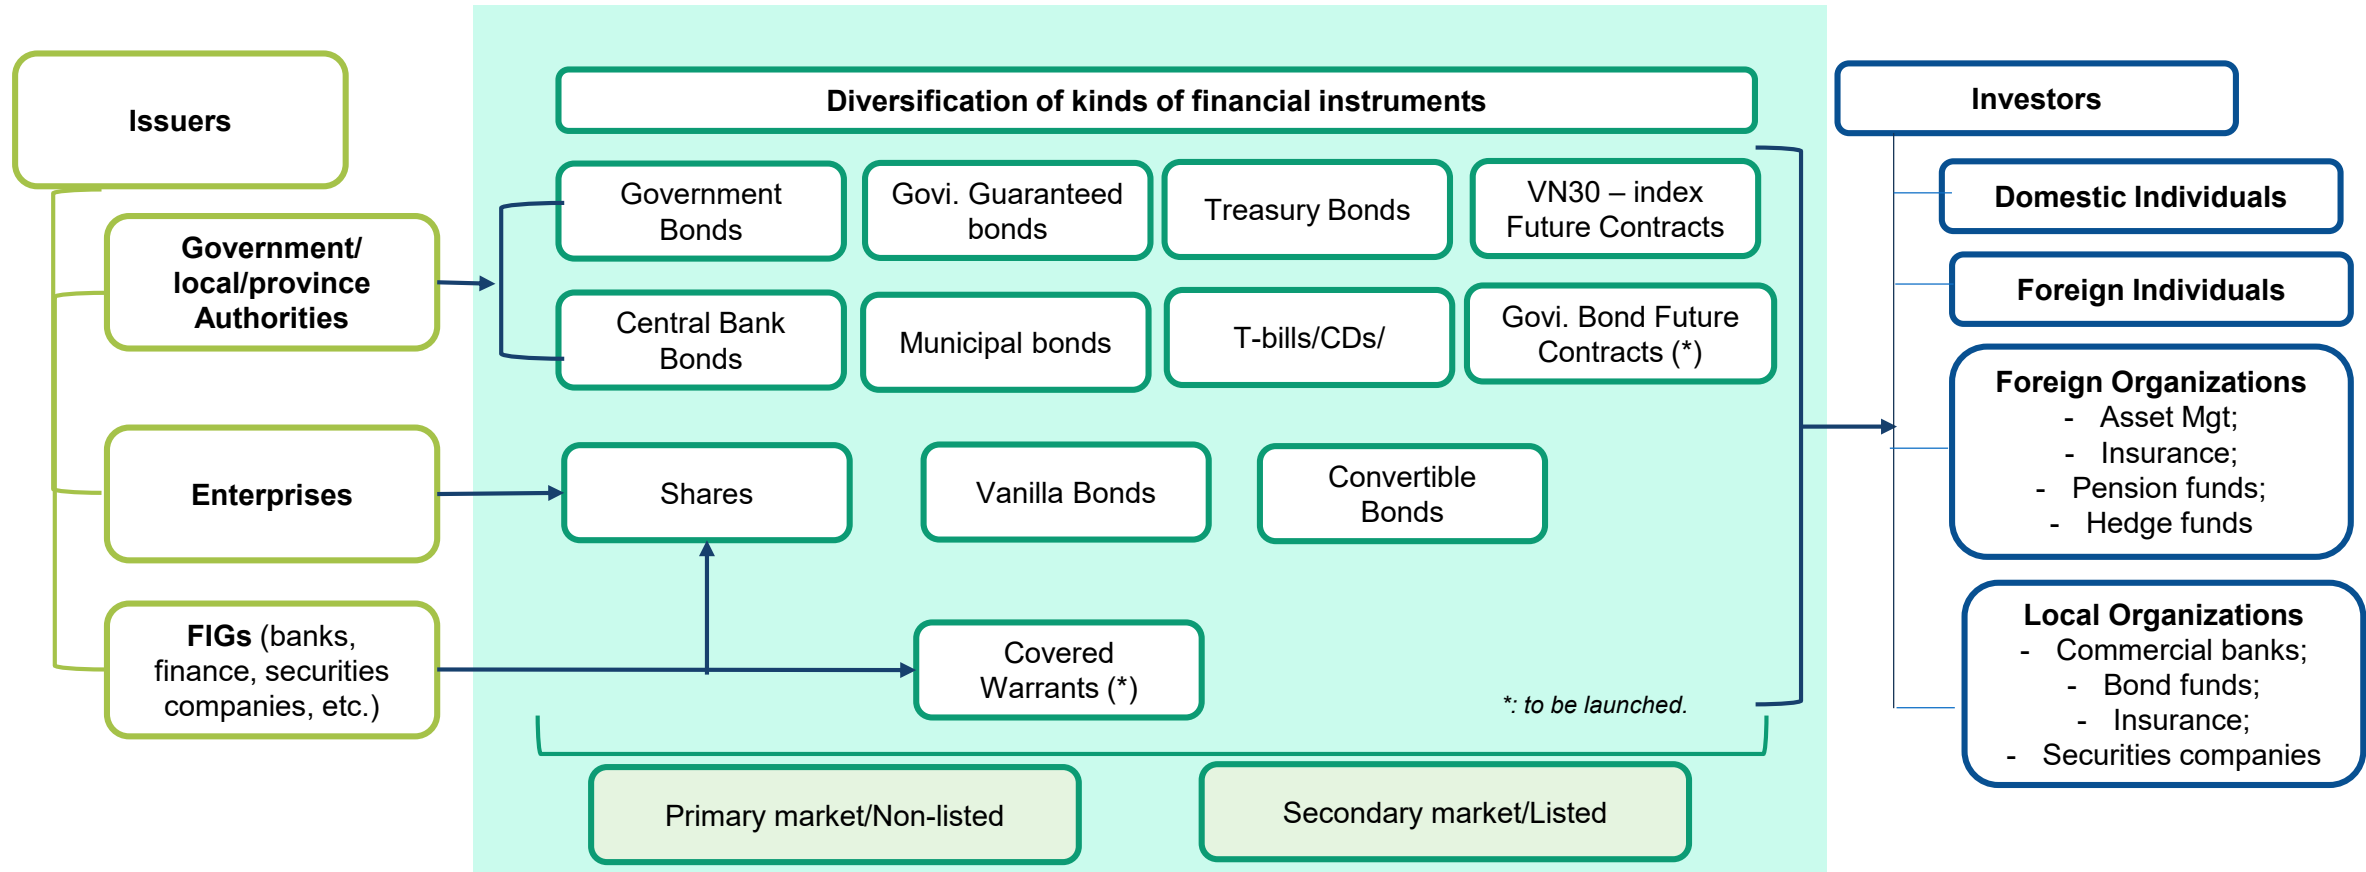 Issuers
Government/
local/province
Authorities
Enterprises
FIGs (banks,
finance, securities
companies, etc.)
Diversification of kinds of financial instruments
Government
Bonds
Govi. Guaranteed
bonds
Treasury Bonds
VN30 – index
Future Contracts
Central Bank
Bonds
Municipal bonds
T-bills/CDs/
Govi. Bond Future
Contracts (*)
Shares
Vanilla Bonds
Convertible
Bonds
Covered
Warrants (*)
*: to be launched.
Primary market/Non-listed
Secondary market/Listed
Investors
Domestic Individuals
Foreign Individuals
Foreign Organizations
- Asset Mgt;
- Insurance;
- Pension funds;
- Hedge funds
Local Organizations
- Commercial banks;
- Bond funds;
- Insurance;
- Securities companies